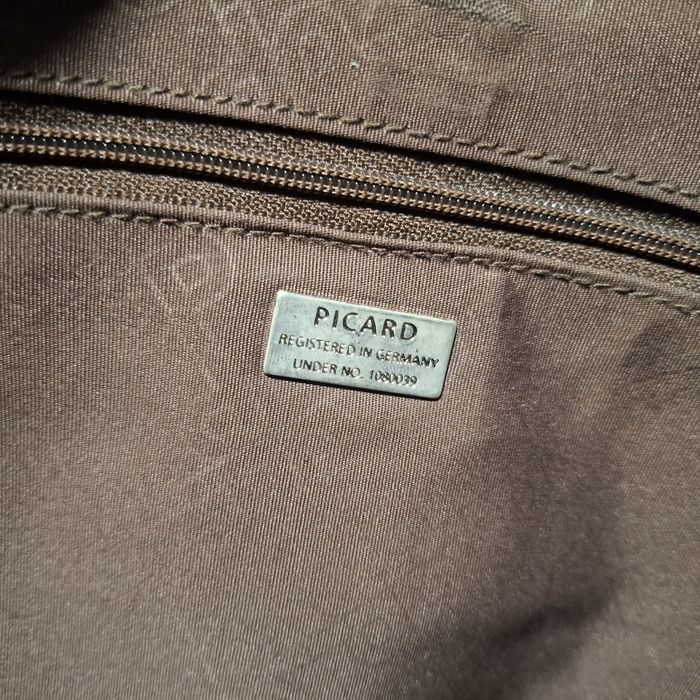 PICARD
REGISTERED IN GERMANY
UNDER NO. 1080039